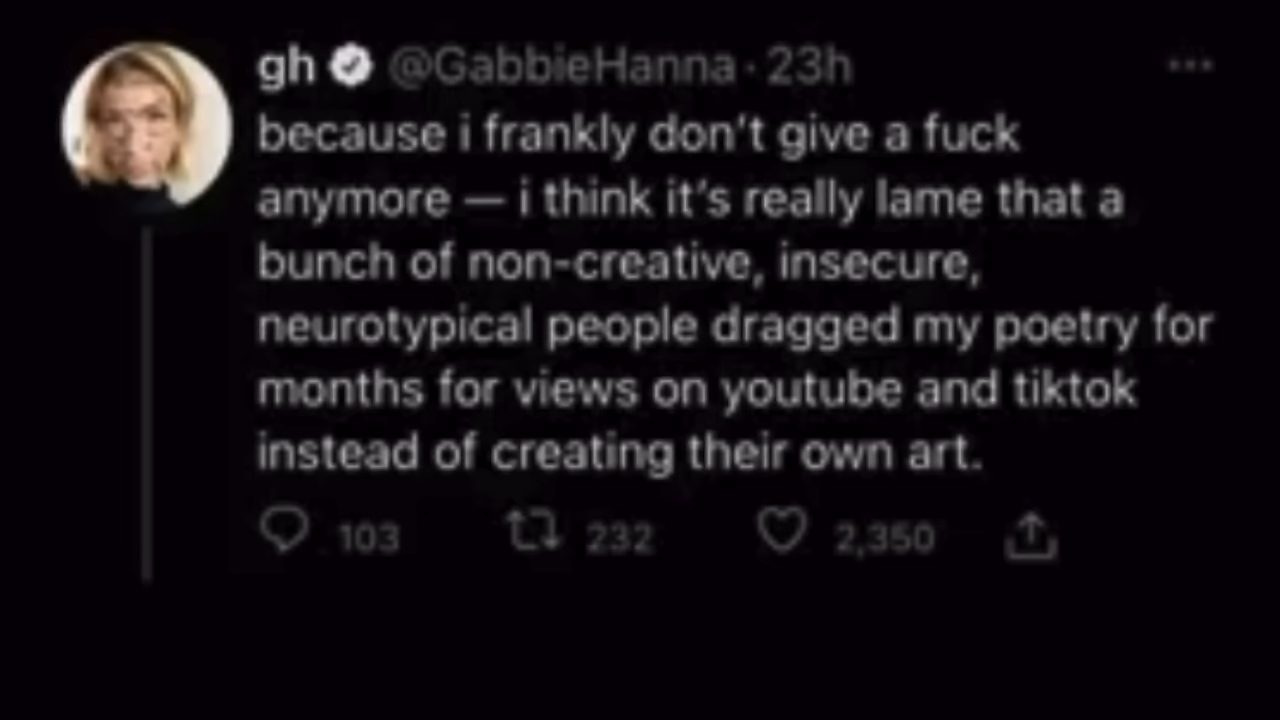 gh @GabbieHanna · 23h
because i frankly don't give a fuck
anymore — i think it's really lame that a
bunch of non-creative, insecure,
neurotypical people dragged my poetry for
months for views on youtube and tiktok
instead of creating their own art.
103 232 2,350